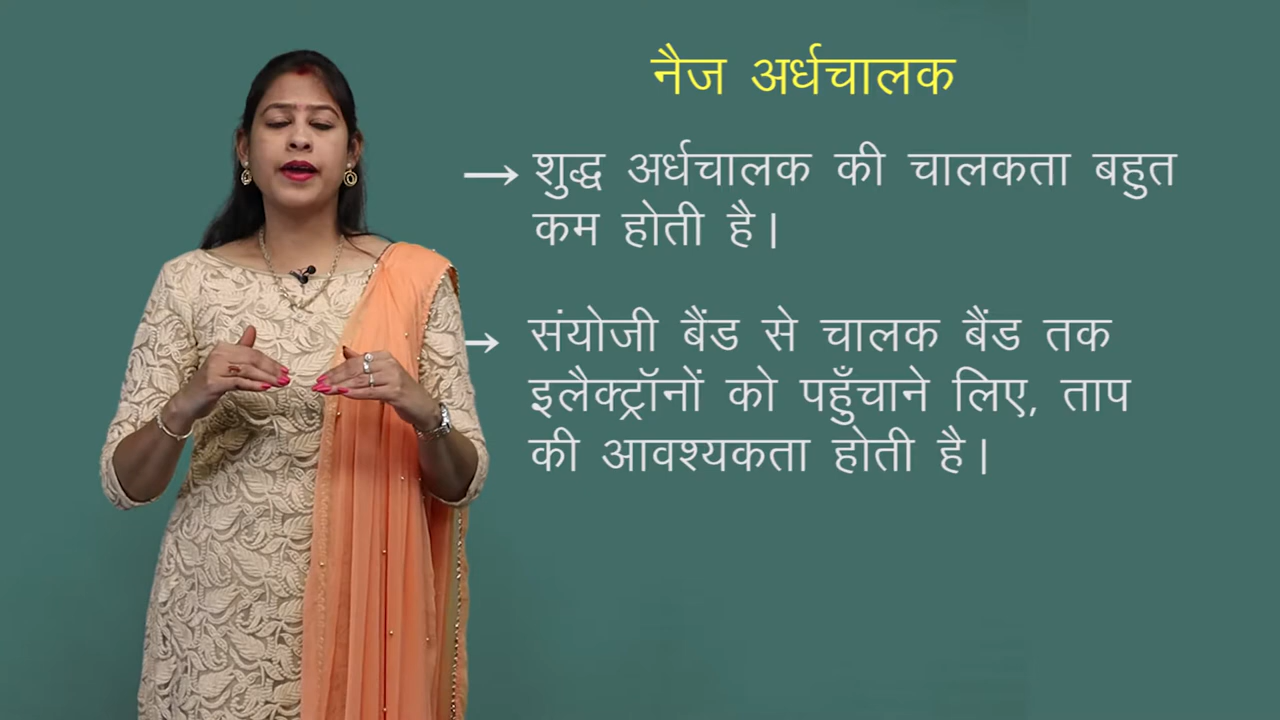 नैज अर्धचालक
→ शुद्ध अर्धचालक की चालकता बहुत
कम होती है।
→ संयोजी बैंड से चालक बैंड तक
इलैक्ट्रॉनों को पहुँचाने लिए, ताप
की आवश्यकता होती है।